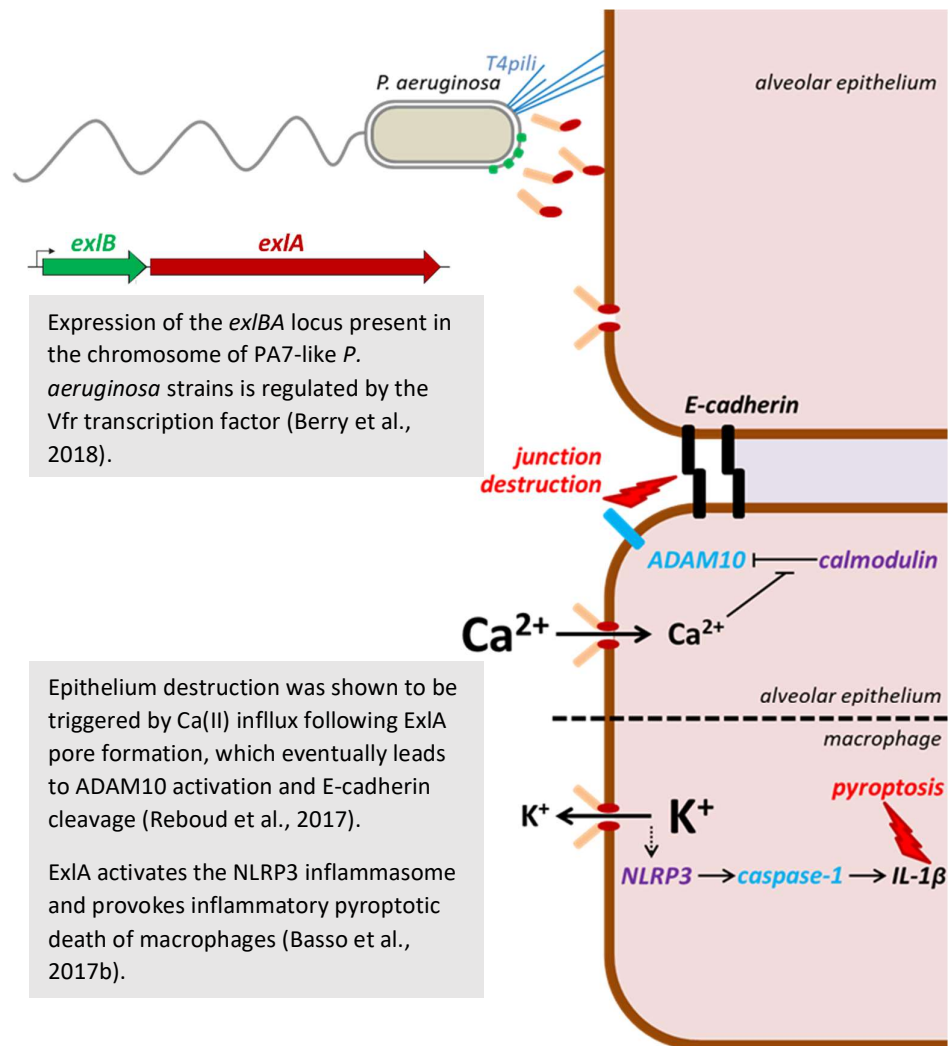 T4pili
P. aeruginosa
alveolar epithelium
exlB
exlA
Expression of the exlBA locus present in
the chromosome of PA7-like P.
aeruginosa strains is regulated by the
Vfr transcription factor (Berry et al.,
2018).
E-cadherin
junction
destruction
ADAM10
calmodulin
Ca²⁺
Ca²⁺
Epithelium destruction was shown to be
triggered by Ca(II) infllux following ExlA
pore formation, which eventually leads
to ADAM10 activation and E-cadherin
cleavage (Reboud et al., 2017).
ExlA activates the NLRP3 inflammasome
and provokes inflammatory pyroptotic
death of macrophages (Basso et al.,
2017b).
alveolar epithelium
macrophage
pyroptosis
K⁺
K⁺
NLRP3
caspase-1
IL-1β